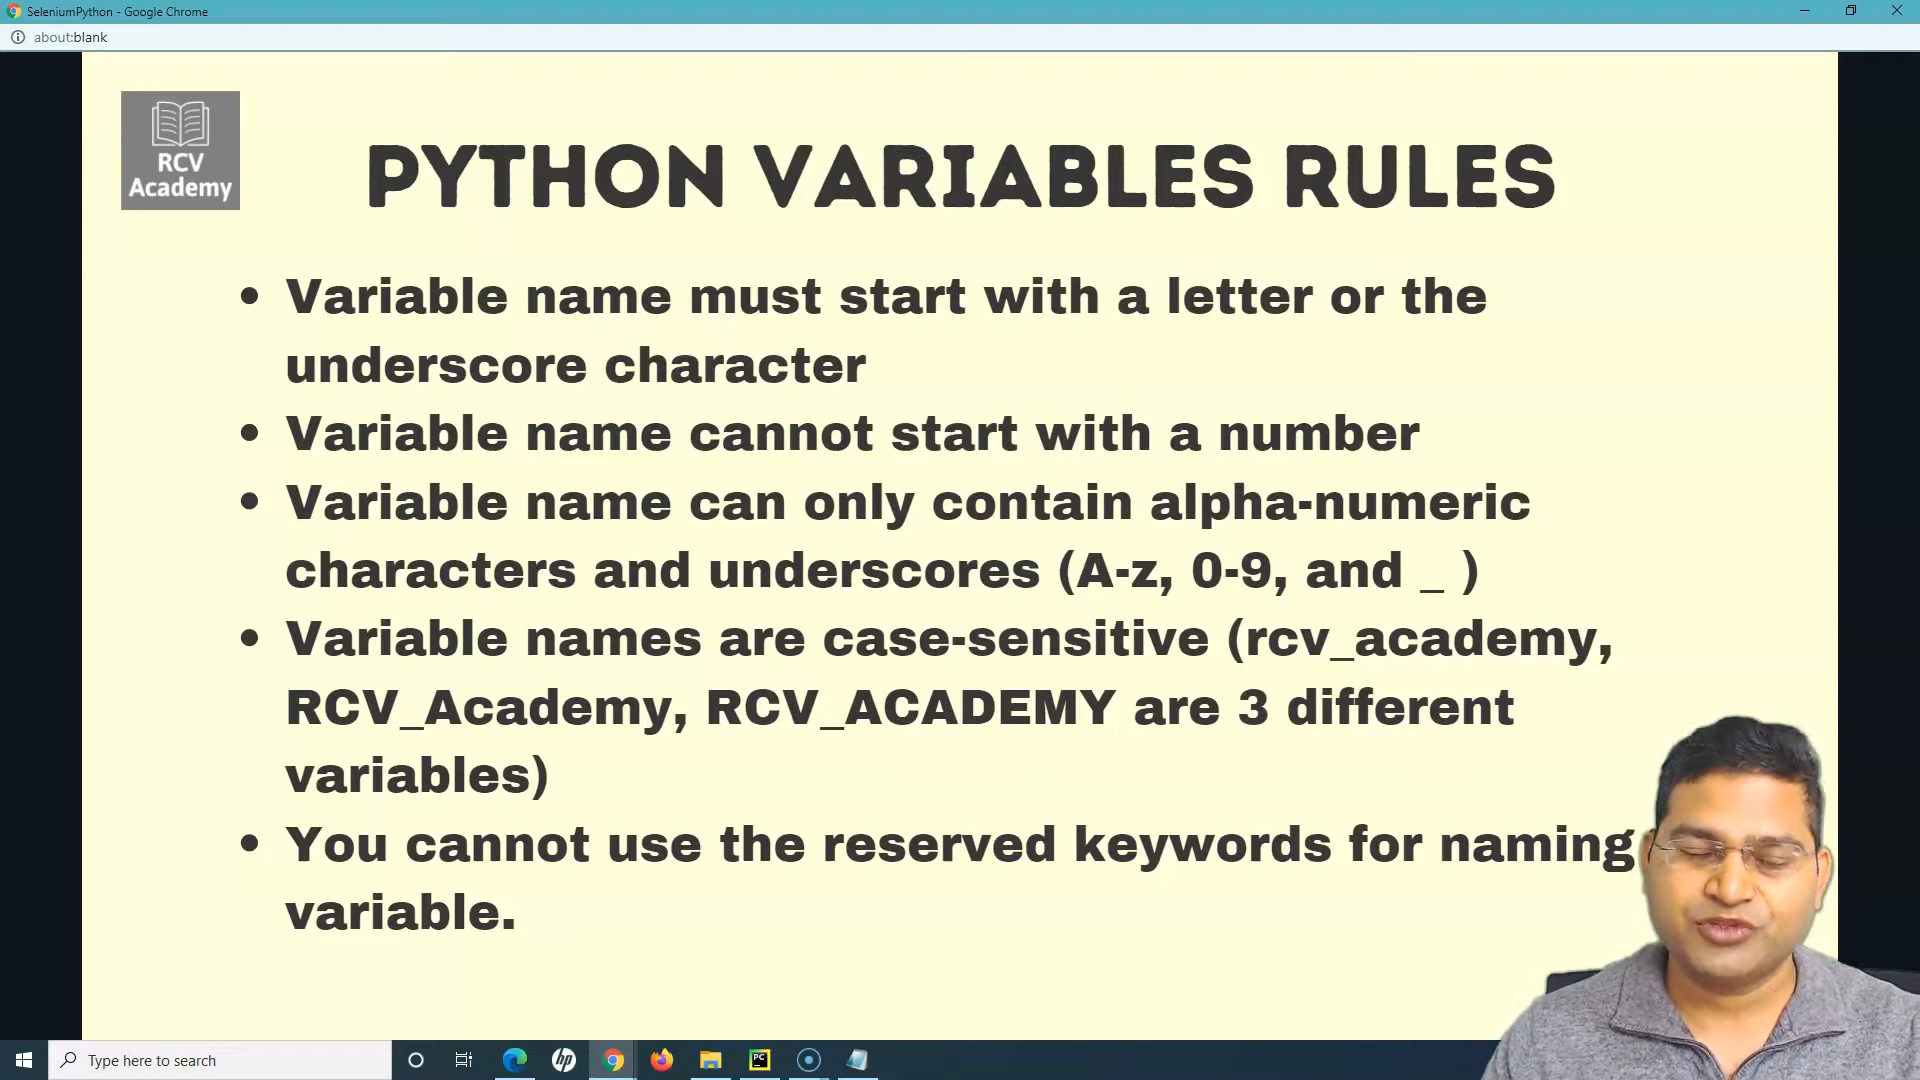 SeleniumPython - Google Chrome
about:blank
RCV
Academy
PYTHON VARIABLES RULES
• Variable name must start with a letter or the
underscore character
• Variable name cannot start with a number
• Variable name can only contain alpha-numeric
characters and underscores (A-z, 0-9, and _ )
• Variable names are case-sensitive (rcv_academy,
RCV_Academy, RCV_ACADEMY are 3 different
variables)
• You cannot use the reserved keywords for naming
variable.
Type here to search
hp
PC